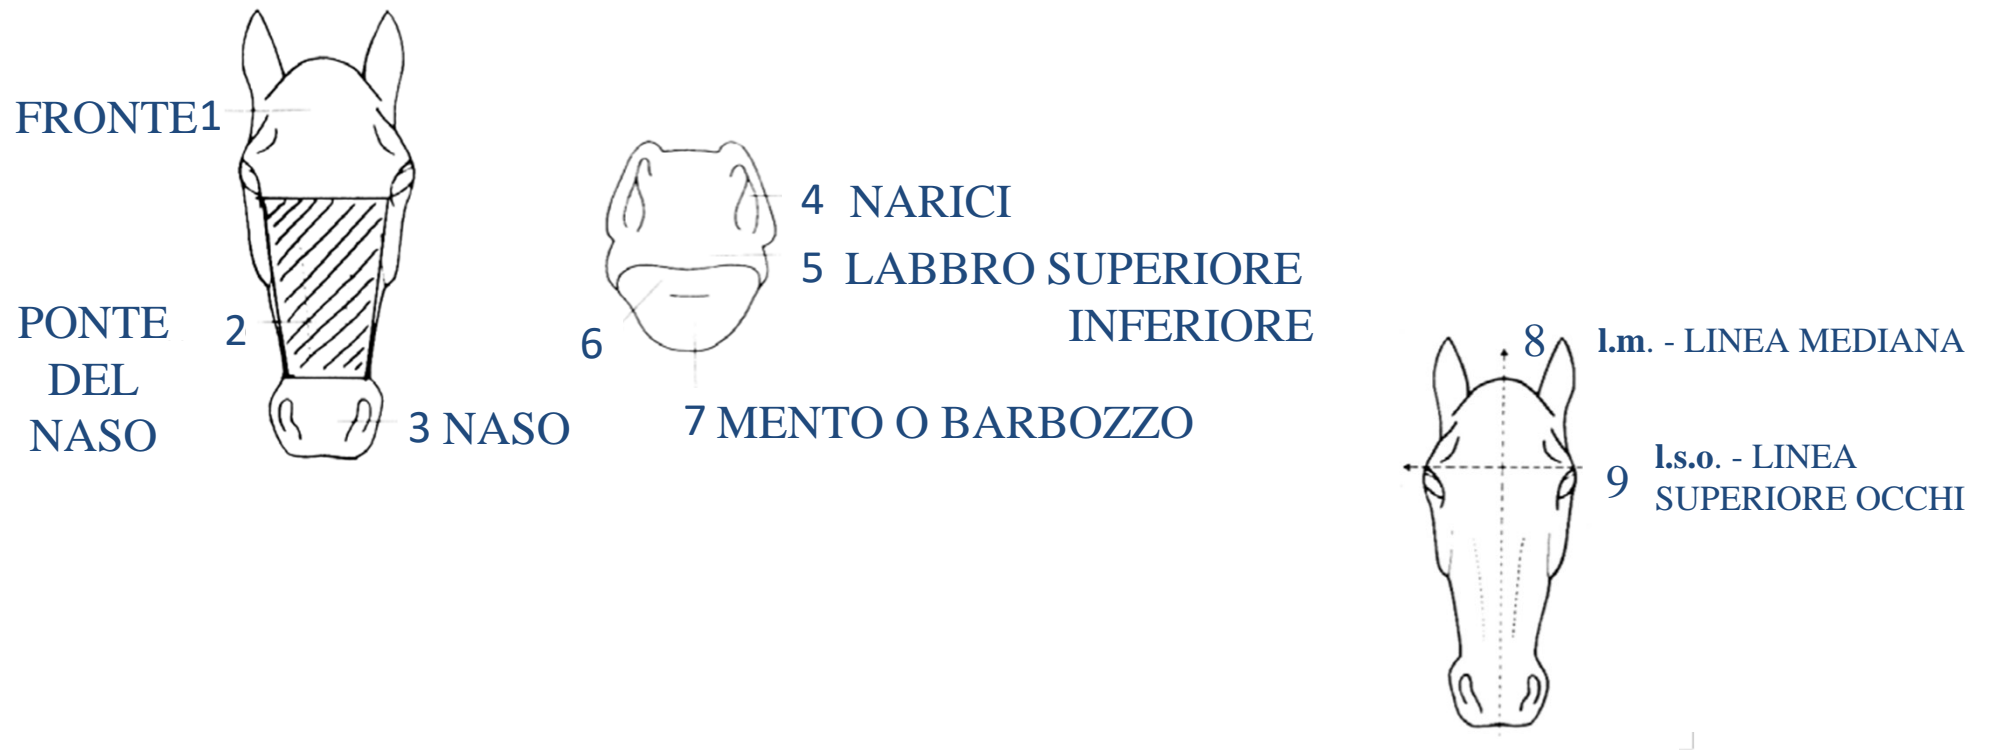 FRONTE1
PONTE 2
DEL
NASO
3 NASO
4 NARICI
5 LABBRO SUPERIORE
INFERIORE
6
7 MENTO O BARBOZZO
8 l.m. - LINEA MEDIANA
9 l.s.o. - LINEA
SUPERIORE OCCHI